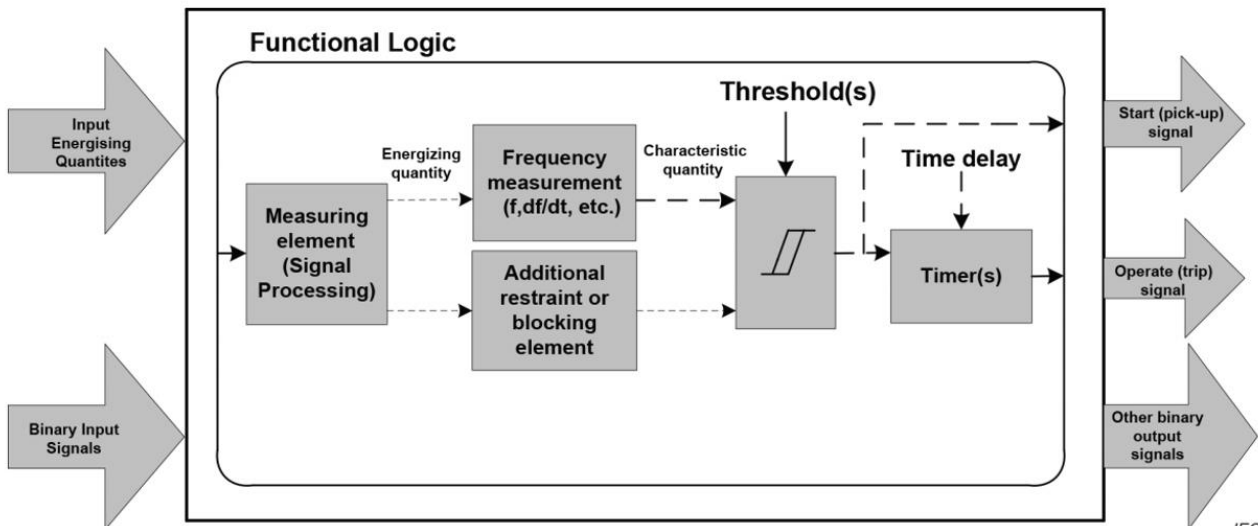 Functional Logic
Input
Energising
Quantites
Binary Input
Signals
Measuring
element
(Signal
Processing)
Energizing
quantity
Frequency
measurement
(f,df/dt, etc.)
Additional
restraint or
blocking
element
Characteristic
quantity
Threshold(s)
Time delay
Timer(s)
Start (pick-up)
signal
Operate (trip)
signal
Other binary
output
signals